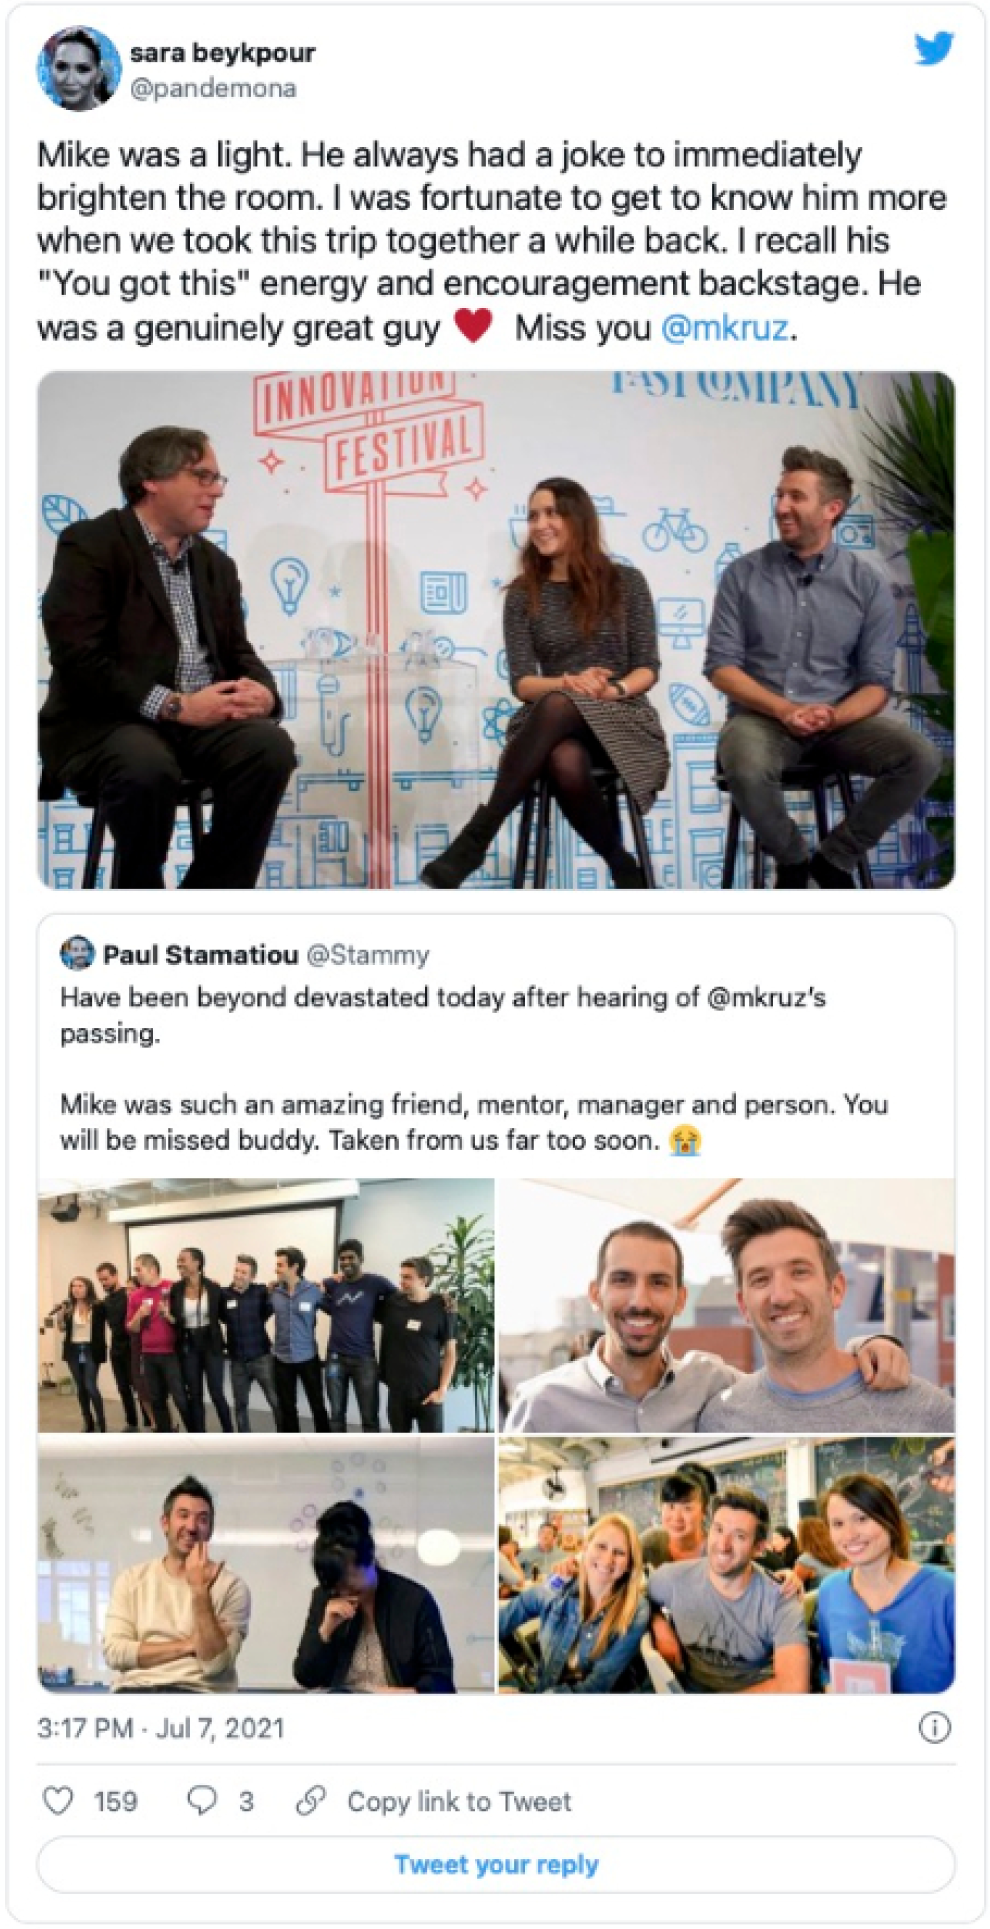 sara beykpour
@pandemona
Mike was a light. He always had a joke to immediately
brighten the room. I was fortunate to get to know him more
when we took this trip together a while back. I recall his
"You got this" energy and encouragement backstage. He
was a genuinely great guy ♥ Miss you @mkruz.
INNOVATION
FESTIVAL
FAST COMPANY
Paul Stamatiou @Stammy
Have been beyond devastated today after hearing of @mkruz's
passing.
Mike was such an amazing friend, mentor, manager and person. You
will be missed buddy. Taken from us far too soon. 😭
3:17 PM · Jul 7, 2021
159 3 Copy link to Tweet
Tweet your reply